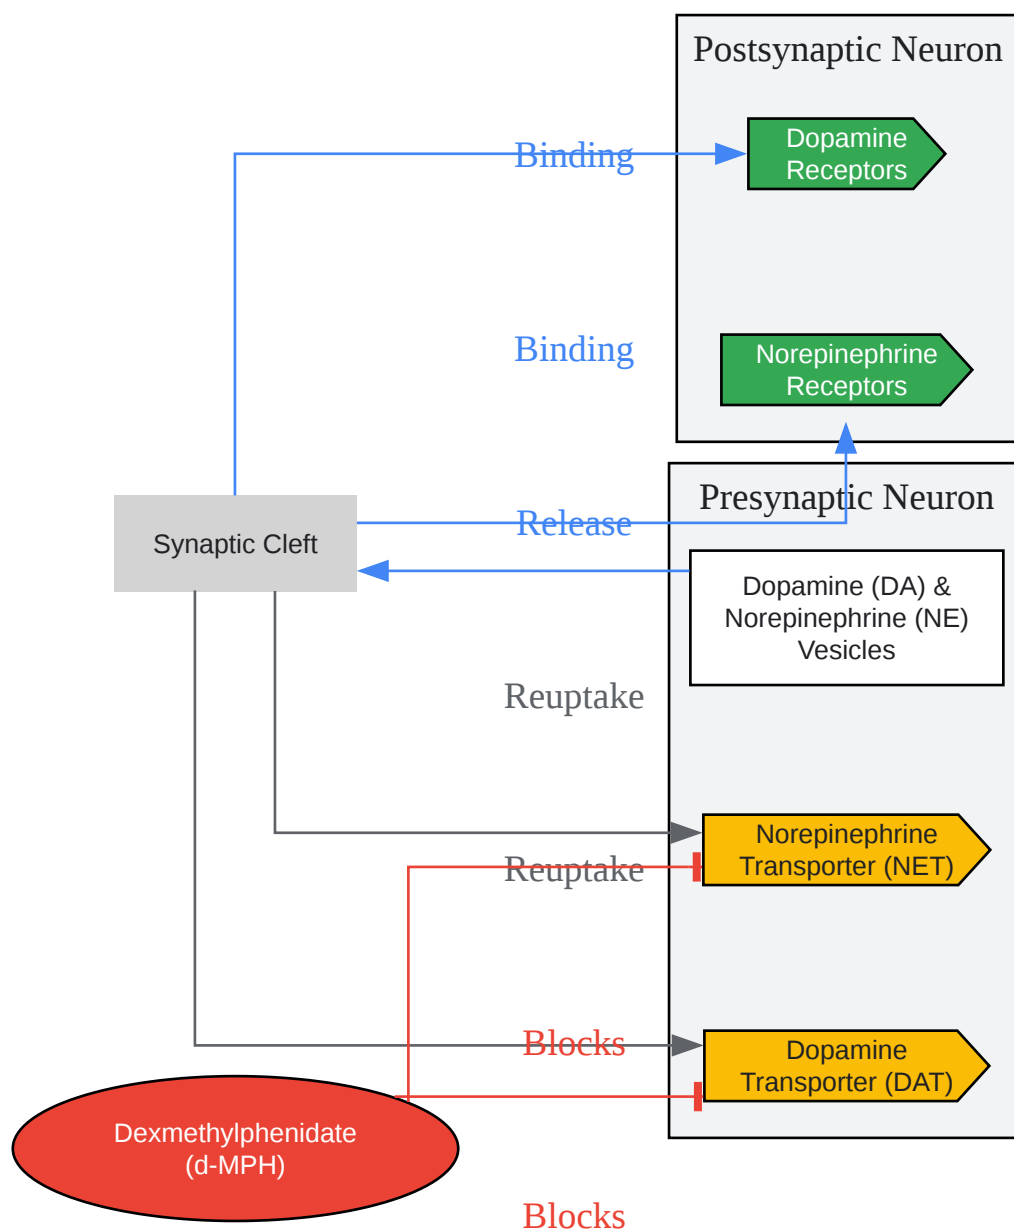 Postsynaptic Neuron
Dopamine
Receptors
Binding
Binding
Norepinephrine
Receptors
Presynaptic Neuron
Release
Synaptic Cleft
Dopamine (DA) &
Norepinephrine (NE)
Vesicles
Reuptake
Norepinephrine
Transporter (NET)
Reuptake
Blocks
Dopamine
Transporter (DAT)
Dexmethylphenidate
(d-MPH)
Blocks